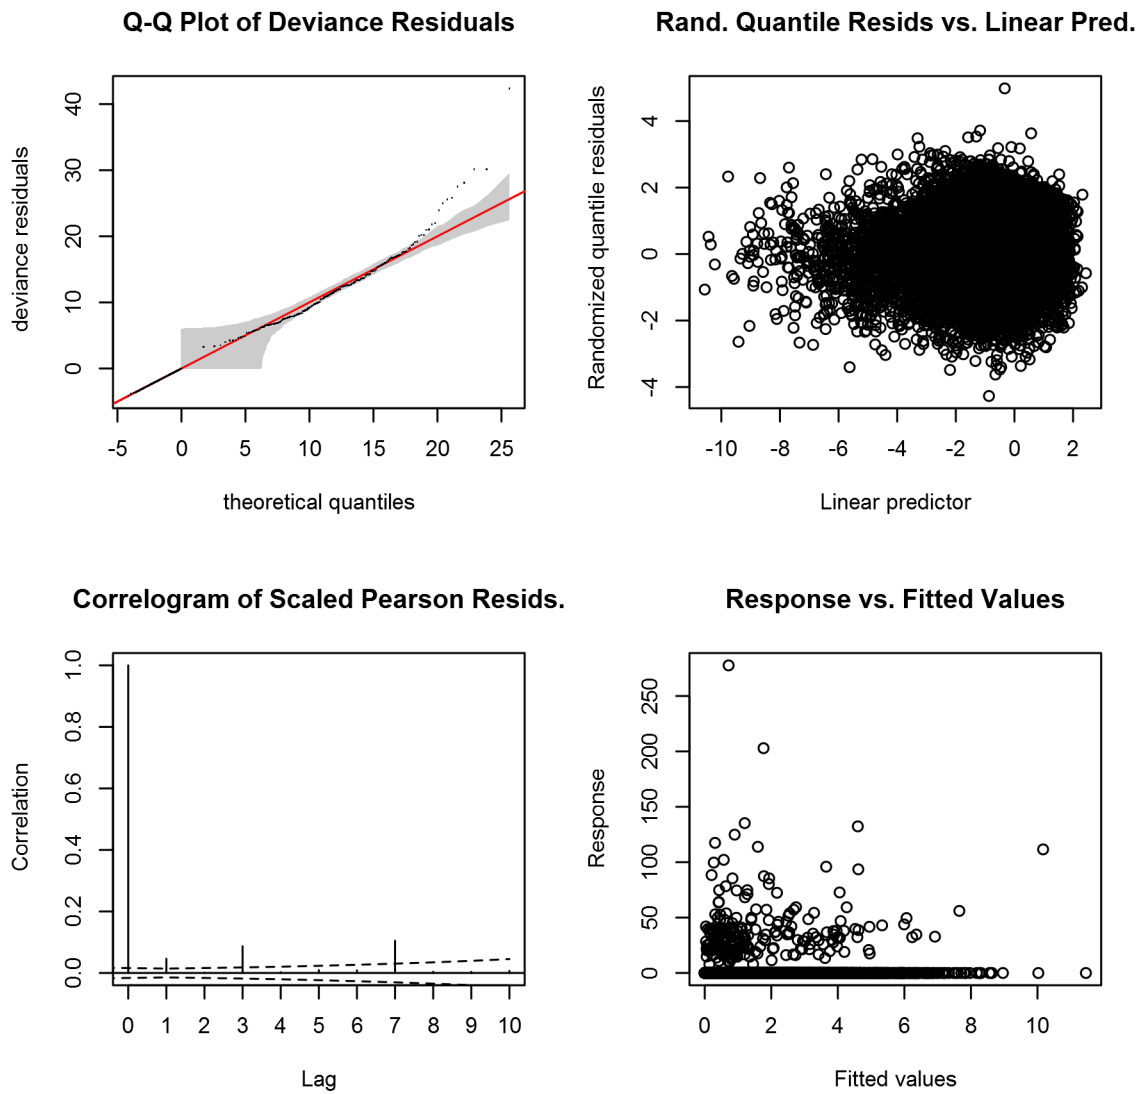 Q-Q Plot of Deviance Residuals
deviance residuals
40
30
20
10
0
-5 0 5 10 15 20 25
theoretical quantiles
Rand. Quantile Resids vs. Linear Pred.
Randomized quantile residuals
4
2
0
-2
-4
-10 -8 -6 -4 -2 0 2
Linear predictor
Correlogram of Scaled Pearson Resids.
Correlation
1.0
0.8
0.6
0.4
0.2
0.0
0 1 2 3 4 5 6 7 8 9 10
Lag
Response vs. Fitted Values
Response
250
200
150
100
50
0
0 2 4 6 8 10
Fitted values